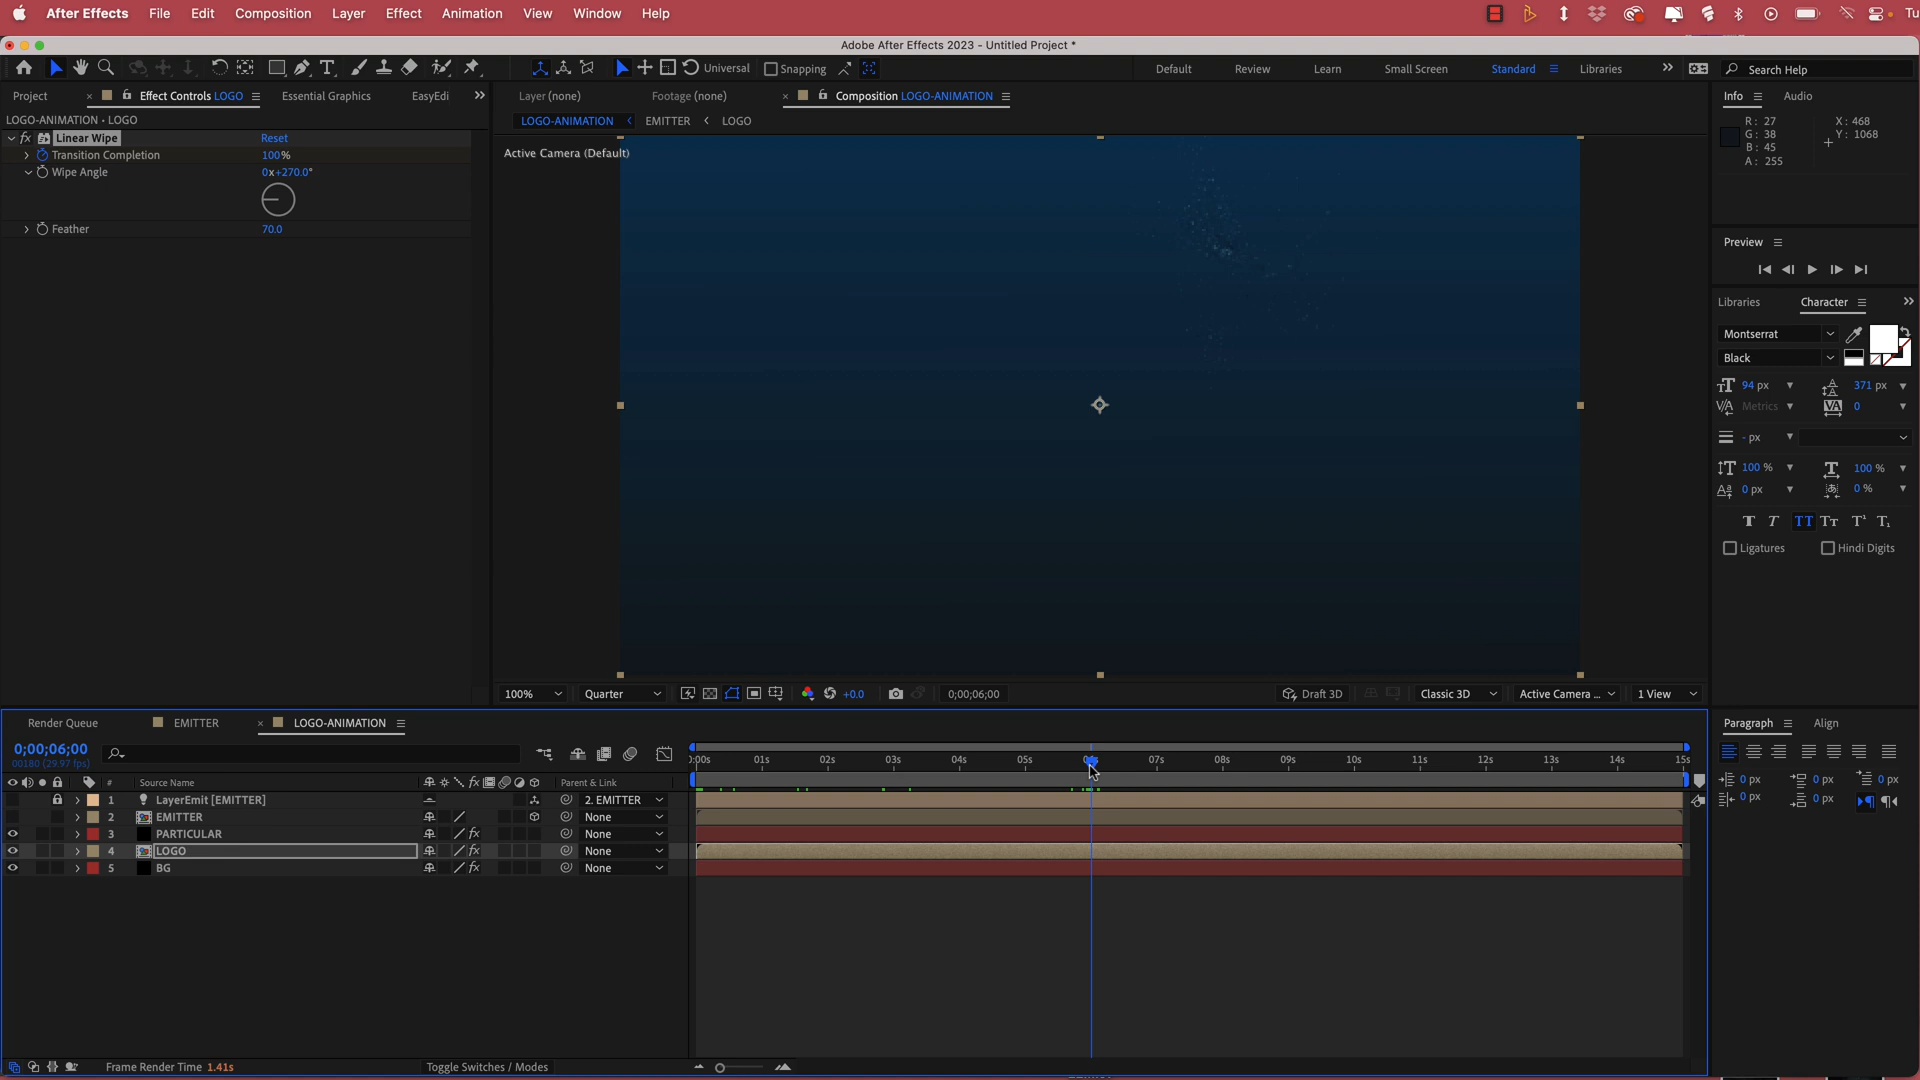 After Effects File Edit Composition Layer Effect Animation View Window Help Tu
Adobe After Effects 2023 - Untitled Project *
Universal Snapping Default Review Learn Small Screen Standard Libraries Search Help
Project Effect Controls LOGO Essential Graphics EasyEdi Layer (none) Footage (none) Composition LOGO-ANIMATION Info Audio
LOGO-ANIMATION • LOGO LOGO-ANIMATION EMITTER LOGO
fx Linear Wipe Reset
Transition Completion 100%
Wipe Angle 0x+270.0°
Feather 70.0
Active Camera (Default)
R: 27 X: 468
G: 38 Y: 1068
B: 45
A: 255
Preview
Libraries Character
Montserrat
Black
94 px 371 px
Metrics 0
- px
100 % 100 %
0 px 0 %
Ligatures Hindi Digits
100% Quarter +0.0 0;00;06;00 Draft 3D Classic 3D Active Camera ... 1 View
Render Queue EMITTER LOGO-ANIMATION
0;00;06;00
00180 (29.97 fps)
:00s 01s 02s 03s 04s 05s 07s 08s 09s 10s 11s 12s 13s 14s 15s
# Source Name fx Parent & Link
1 LayerEmit [EMITTER] 2. EMITTER
2 EMITTER None
3 PARTICULAR fx None
4 LOGO fx None
5 BG fx None
Paragraph Align
0 px 0 px 0 px
0 px 0 px
Frame Render Time 1.41s Toggle Switches / Modes